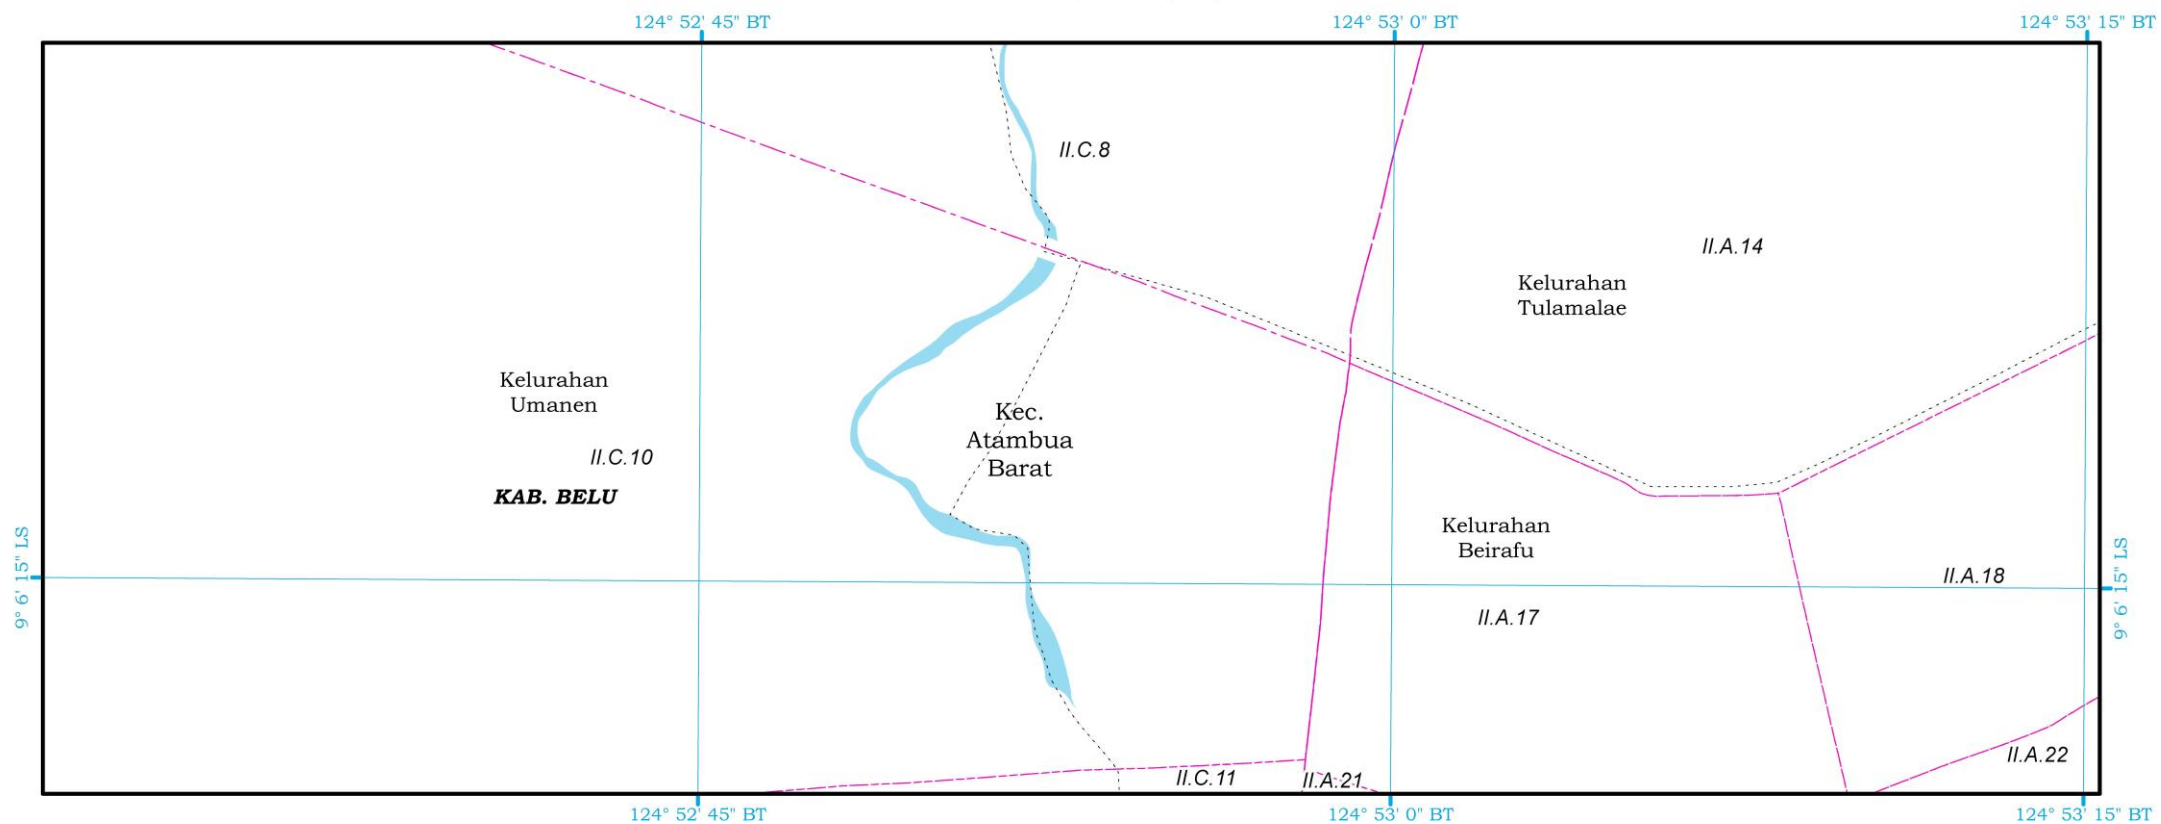 124° 52' 45" BT
124° 53' 0" BT
124° 53' 15" BT
II.C.8
II.A.14
Kelurahan
Tulamalae
Kelurahan
Umanen
Kec.
Atambua
Barat
II.C.10
KAB. BELU
Kelurahan
Beirafu
9° 6' 15" LS
9° 6' 15" LS
II.A.18
II.A.17
II.A.22
II.C.11
II.A.21
124° 52' 45" BT
124° 53' 0" BT
124° 53' 15" BT